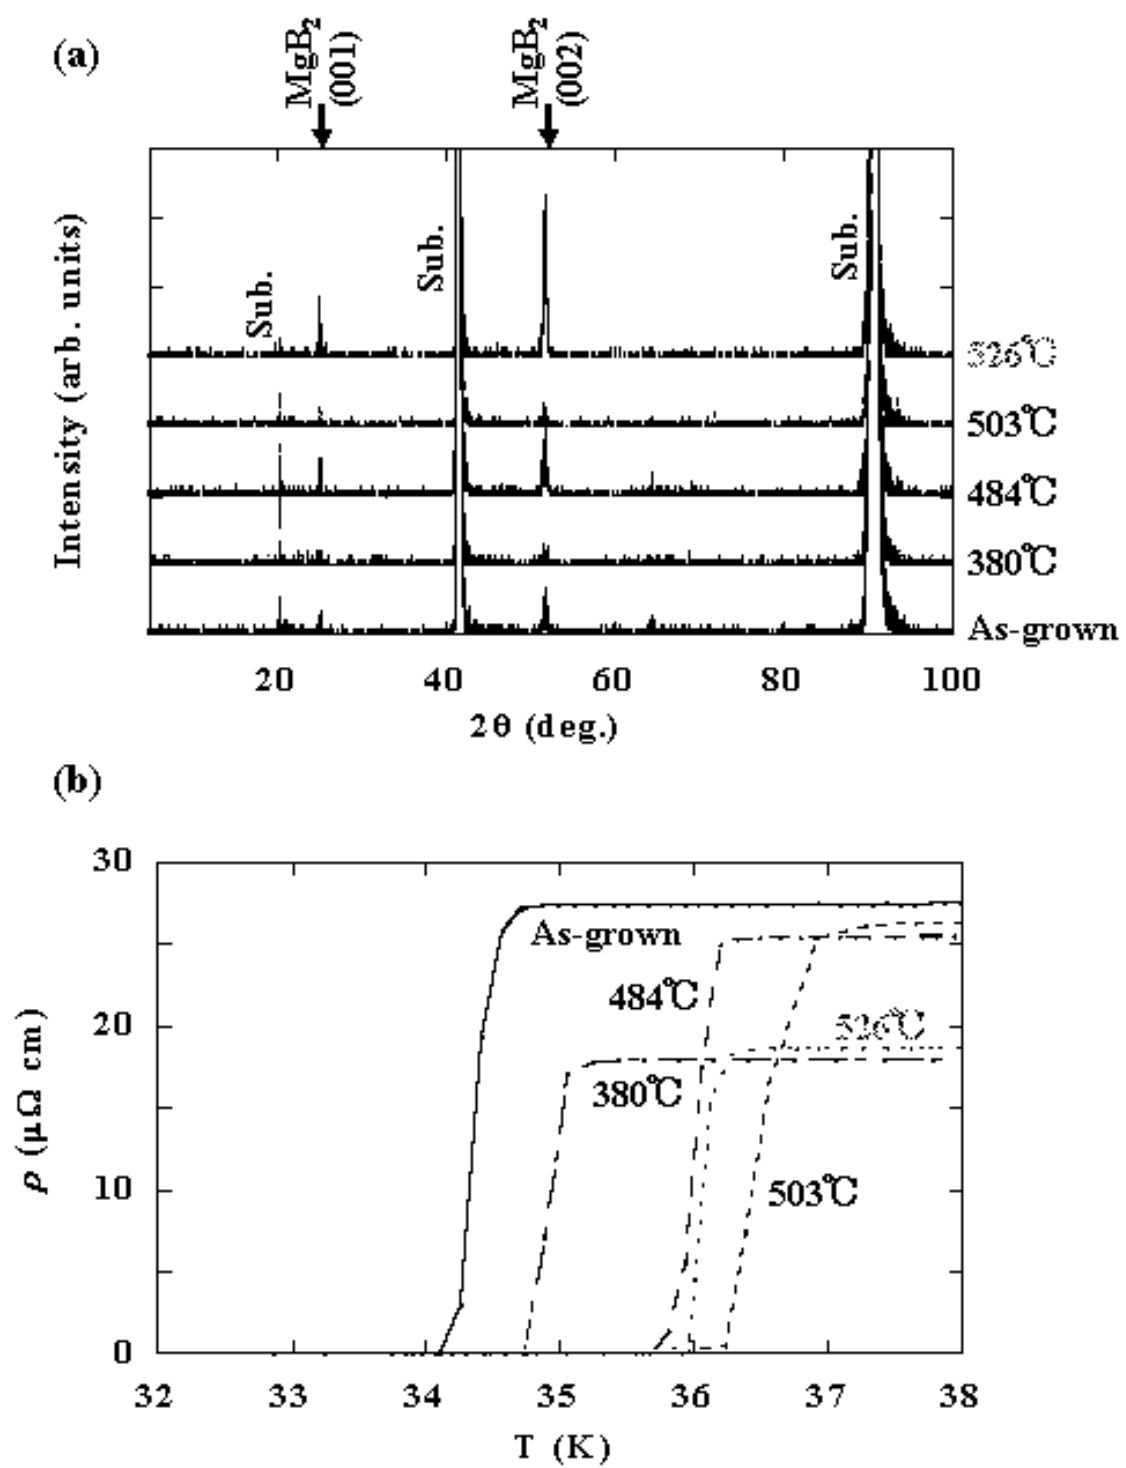 (a)
MgB2
(001)
MgB2
(002)
Intensity (arb. units)
Sub.
Sub.
Sub.
526℃
503℃
484℃
380℃
As-grown
20 40 60 80 100
2θ (deg.)
(b)
ρ (μΩ cm)
30
20
10
0
As-grown
484℃
526℃
380℃
503℃
32 33 34 35 36 37 38
T (K)